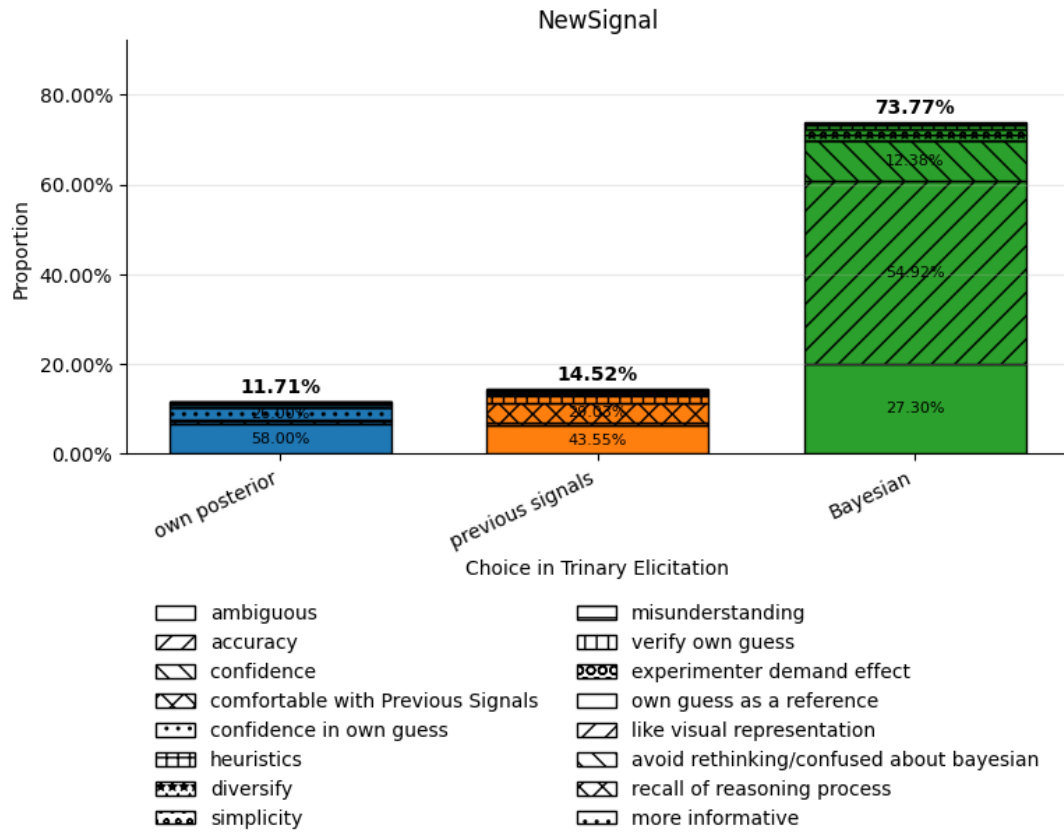 NewSignal
80.00%
60.00%
40.00%
20.00%
0.00%
Proportion
11.71%
26.00%
58.00%
14.52%
29.03%
43.55%
73.77%
12.38%
54.92%
27.30%
own posterior
previous signals
Bayesian
Choice in Trinary Elicitation
ambiguous
accuracy
confidence
comfortable with Previous Signals
confidence in own guess
heuristics
diversify
simplicity
misunderstanding
verify own guess
experimenter demand effect
own guess as a reference
like visual representation
avoid rethinking/confused about bayesian
recall of reasoning process
more informative